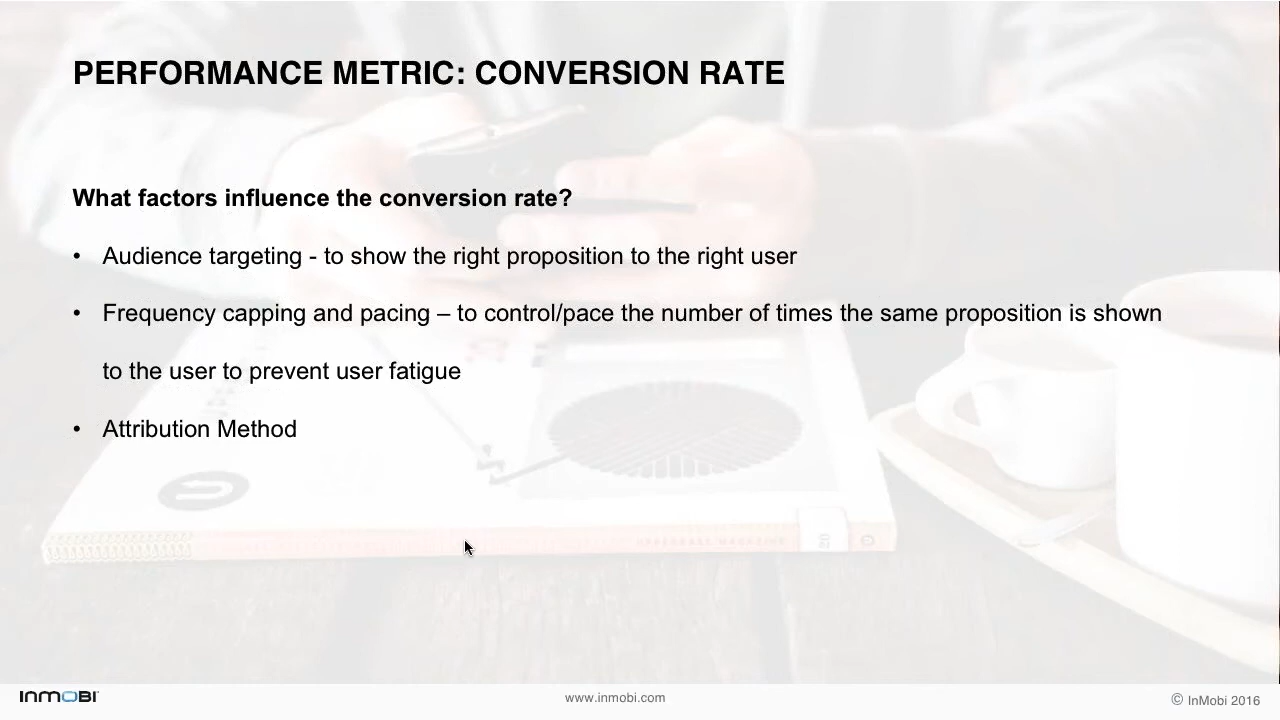 PERFORMANCE METRIC: CONVERSION RATE
What factors influence the conversion rate?
• Audience targeting - to show the right proposition to the right user
• Frequency capping and pacing – to control/pace the number of times the same proposition is shown
to the user to prevent user fatigue
• Attribution Method
INMOBI
www.inmobi.com
© InMobi 2016